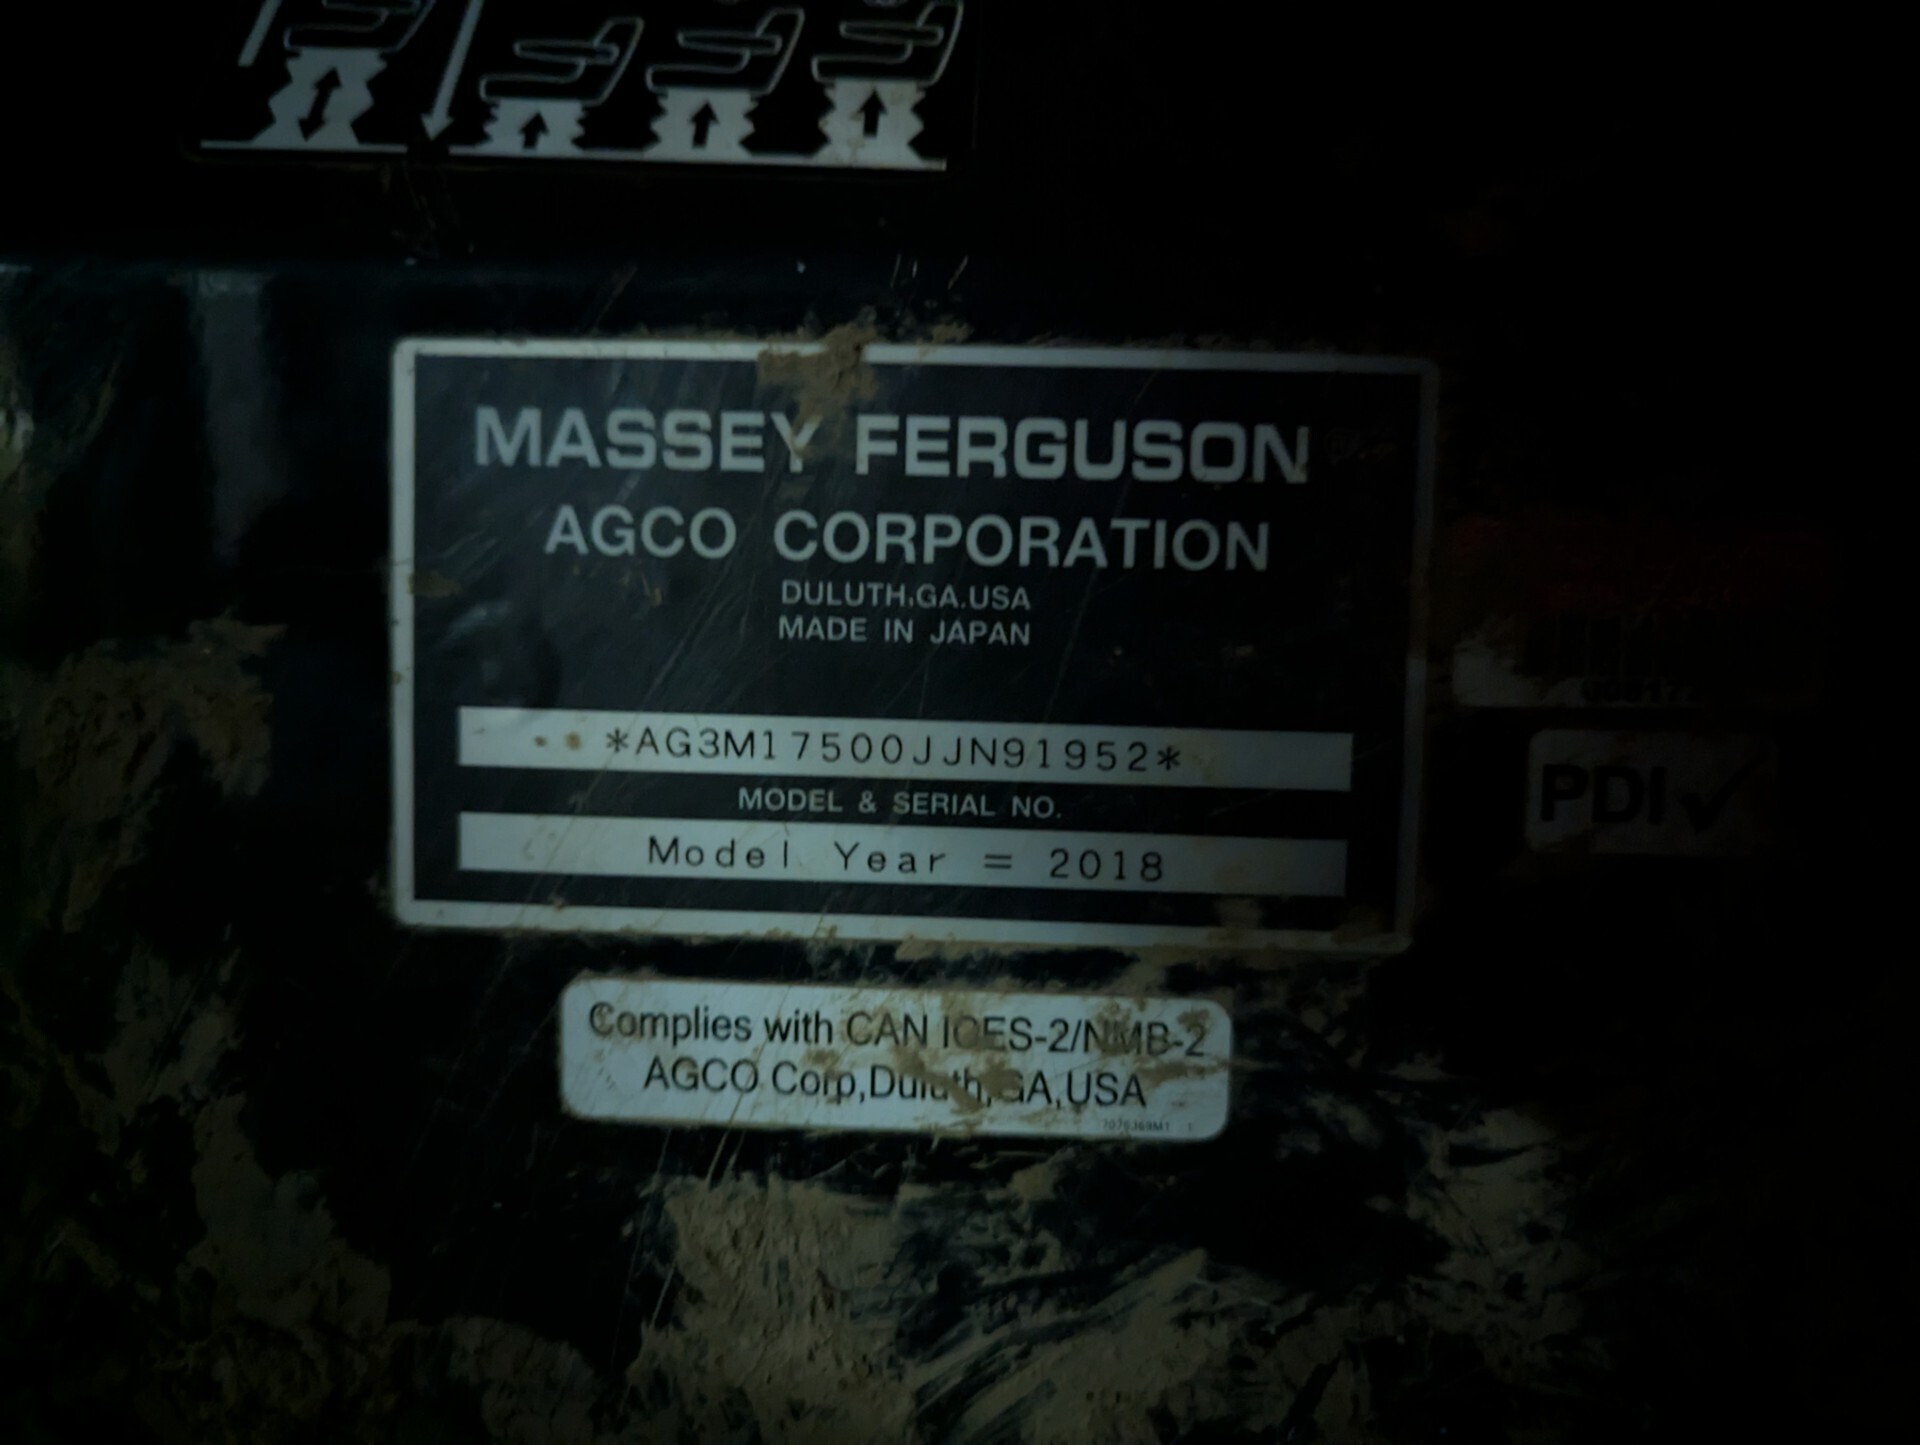 MASSEY FERGUSON
AGCO CORPORATION
DULUTH,GA.USA
MADE IN JAPAN
*AG3M17500JJN91952*
MODEL & SERIAL NO.
Model Year = 2018
PDI✓
Complies with CAN ICES-2/NMB-2
AGCO Corp,Duluth,GA,USA